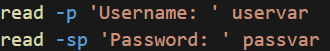 read -p 'Username: ' uservar
read -sp 'Password: ' passvar